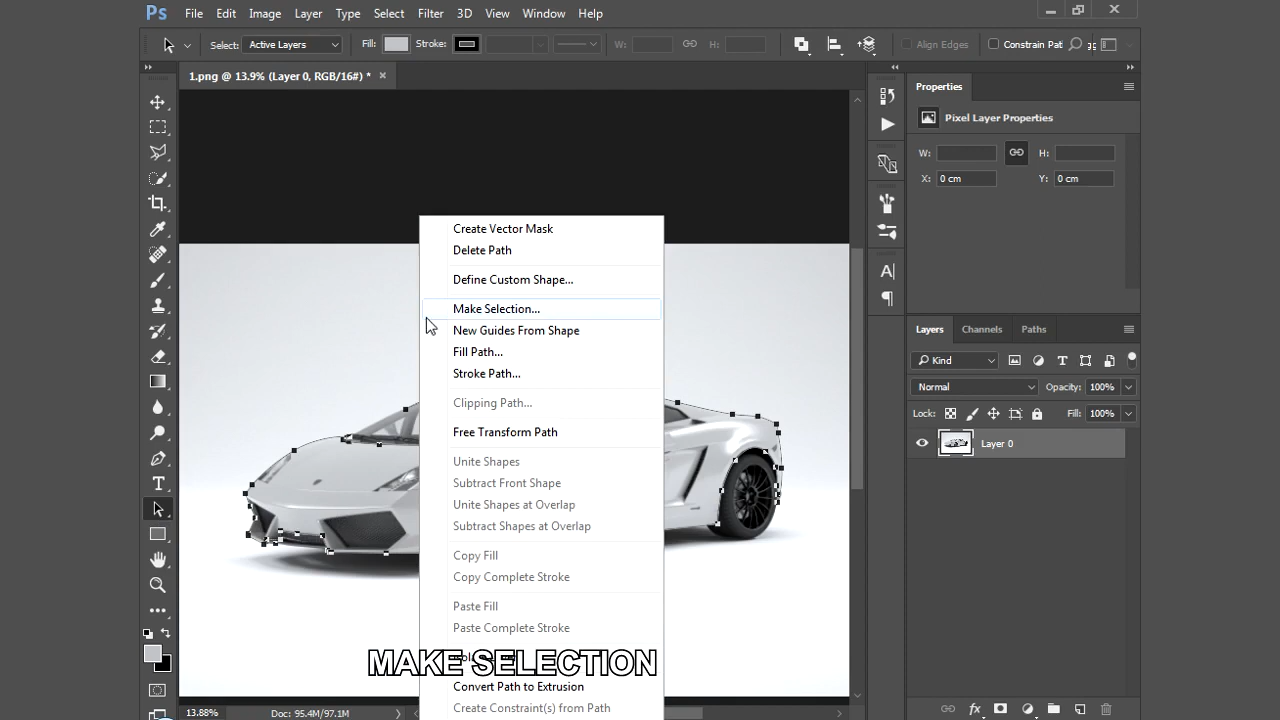 Ps File Edit Image Layer Type Select Filter 3D View Window Help
Select: Active Layers Fill: Stroke: W: H: Align Edges Constrain Pat
1.png @ 13.9% (Layer 0, RGB/16#) *
Properties
Pixel Layer Properties
W: H:
X: 0 cm Y: 0 cm
Create Vector Mask
Delete Path
Define Custom Shape...
Make Selection...
New Guides From Shape
Fill Path...
Stroke Path...
Clipping Path...
Free Transform Path
Unite Shapes
Subtract Front Shape
Unite Shapes at Overlap
Subtract Shapes at Overlap
Copy Fill
Copy Complete Stroke
Paste Fill
Paste Complete Stroke
MAKE SELECTION
Convert Path to Extrusion
Create Constraint(s) from Path
Layers Channels Paths
Kind
Normal Opacity: 100%
Lock: Fill: 100%
Layer 0
fx
13.88% Doc: 95.4M/97.1M